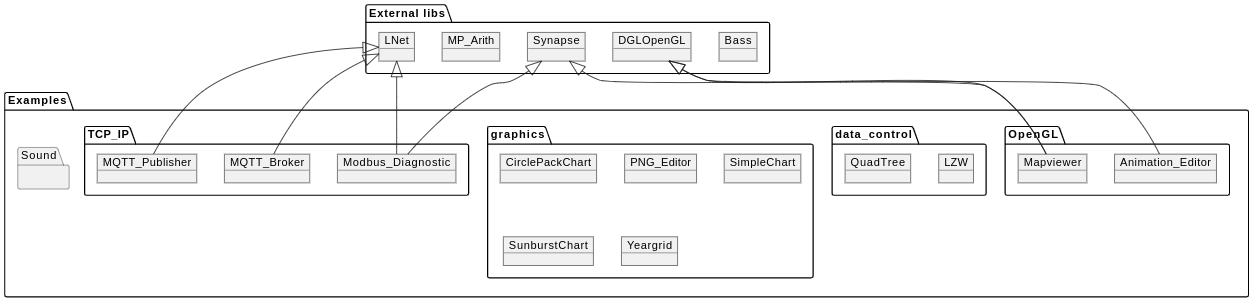 External libs
LNet
MP_Arith
Synapse
DGLOpenGL
Bass
Examples
Sound
TCP_IP
MQTT_Publisher
MQTT_Broker
Modbus_Diagnostic
graphics
CirclePackChart
PNG_Editor
SimpleChart
SunburstChart
Yeargrid
data_control
QuadTree
LZW
OpenGL
Mapviewer
Animation_Editor